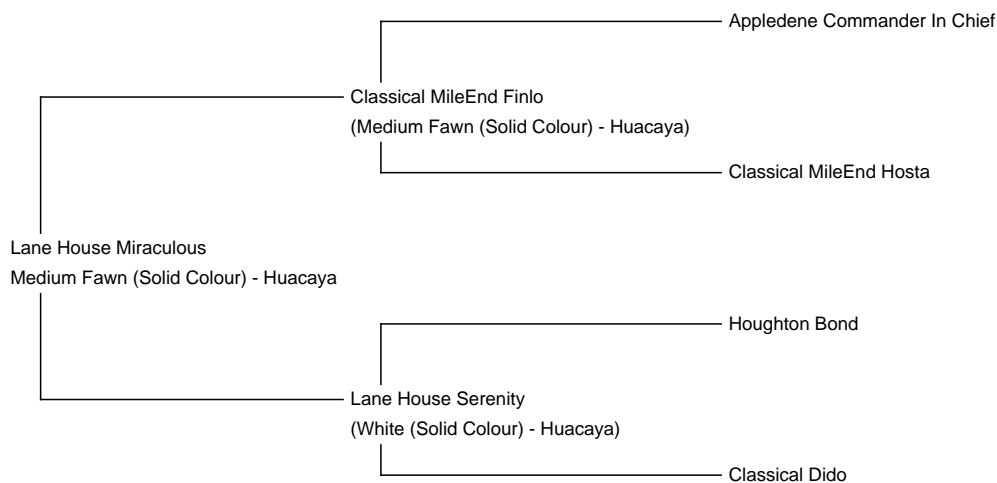 Appledene Commander In Chief
Classical MileEnd Finlo
(Medium Fawn (Solid Colour) - Huacaya)
Classical MileEnd Hosta
Lane House Miraculous
Medium Fawn (Solid Colour) - Huacaya
Houghton Bond
Lane House Serenity
(White (Solid Colour) - Huacaya)
Classical Dido